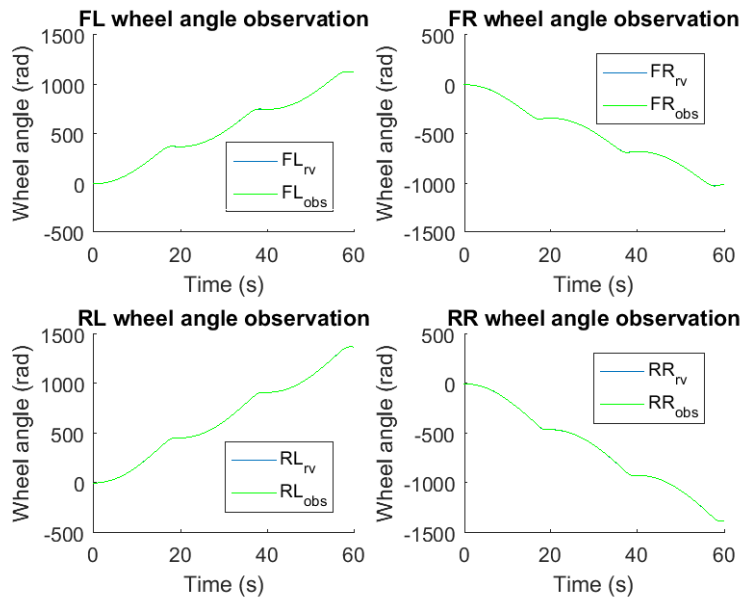 FL wheel angle observation
1500
1000
500
0
-500
Wheel angle (rad)
FL_rv
FL_obs
0 20 40 60
Time (s)
FR wheel angle observation
500
0
-500
-1000
-1500
Wheel angle (rad)
FR_rv
FR_obs
0 20 40 60
Time (s)
RL wheel angle observation
1500
1000
500
0
-500
Wheel angle (rad)
RL_rv
RL_obs
0 20 40 60
Time (s)
RR wheel angle observation
500
0
-500
-1000
-1500
Wheel angle (rad)
RR_rv
RR_obs
0 20 40 60
Time (s)